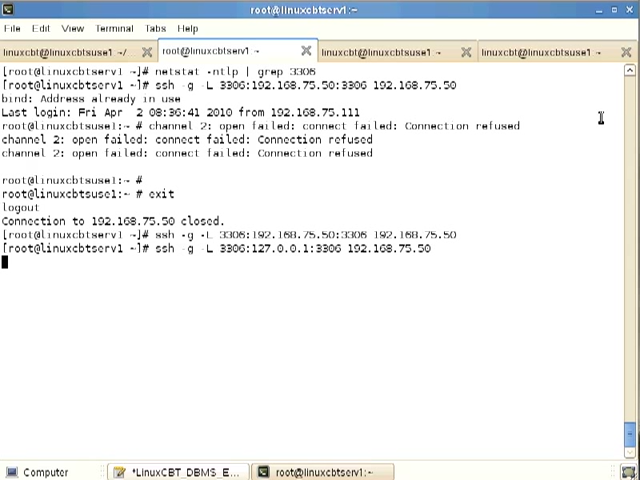 root@linuxcbtserv1:~
File Edit View Terminal Tabs Help
linuxcbt@linuxcbtsuse1 ~/ root@linuxcbtserv1 ~ linuxcbt@linuxcbtsuse1:~ linuxcbt@linuxcbtsuse1 ~
[root@linuxcbtserv1 ~]# netstat -ntlp | grep 3306
[root@linuxcbtserv1 ~]# ssh -g -L 3306:192.168.75.50:3306 192.168.75.50
bind: Address already in use
Last login: Fri Apr  2 08:36:41 2010 from 192.168.75.111
root@linuxcbtsuse1:~ # channel 2: open failed: connect failed: Connection refused
channel 2: open failed: connect failed: Connection refused
channel 2: open failed: connect failed: Connection refused
root@linuxcbtsuse1:~ #
root@linuxcbtsuse1:~ # exit
logout
Connection to 192.168.75.50 closed.
[root@linuxcbtserv1 ~]# ssh -g -L 3306:192.168.75.50:3306 192.168.75.50
[root@linuxcbtserv1 ~]# ssh -g -L 3306:127.0.0.1:3306 192.168.75.50
Computer *LinuxCBT_DBMS_E... root@linuxcbtserv1:~